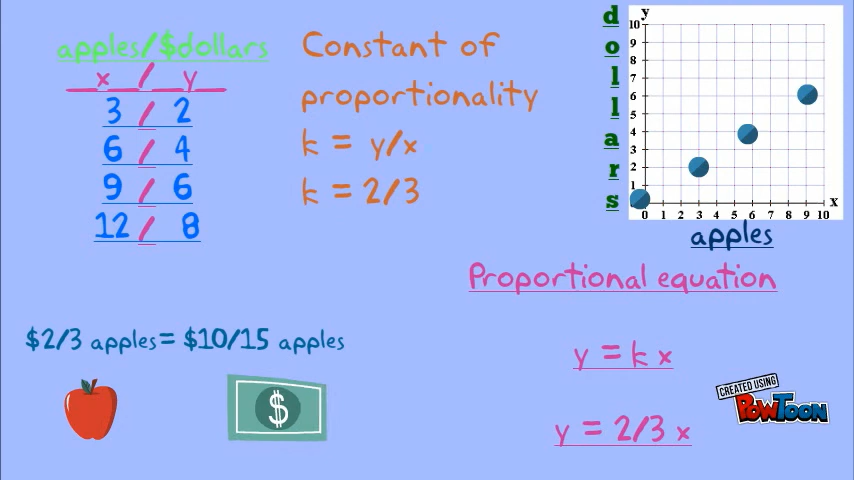 apples/$dollars
x / y
3 / 2
6 / 4
9 / 6
12 / 8
Constant of
proportionality
k = y/x
k = 2/3
dollars
y
10
9
8
7
6
5
4
3
2
1
0 1 2 3 4 5 6 7 8 9 10
x
apples
Proportional equation
y = k x
y = 2/3 x
$2/3 apples = $10/15 apples
$
CREATED USING
POWTOON